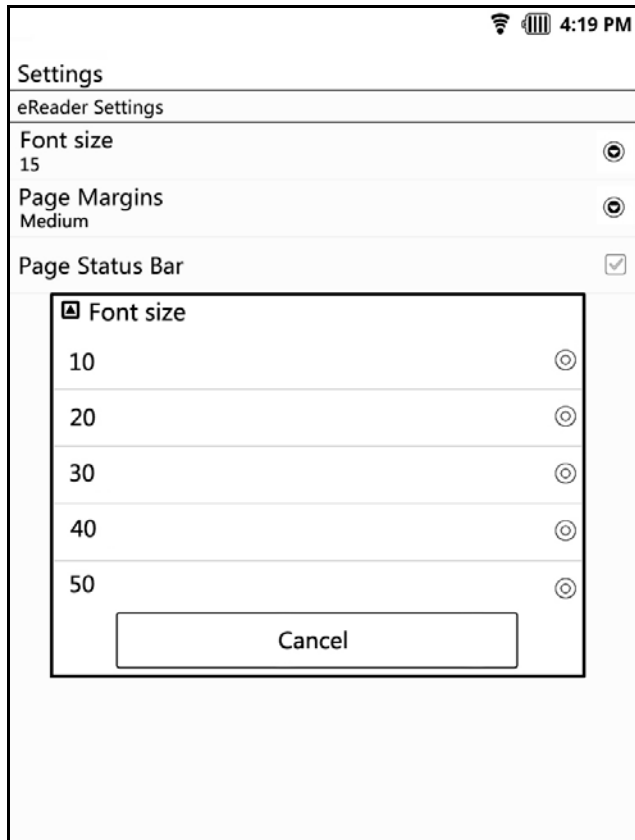 4:19 PM
Settings
eReader Settings
Font size
15
Page Margins
Medium
Page Status Bar
Font size
10
20
30
40
50
Cancel